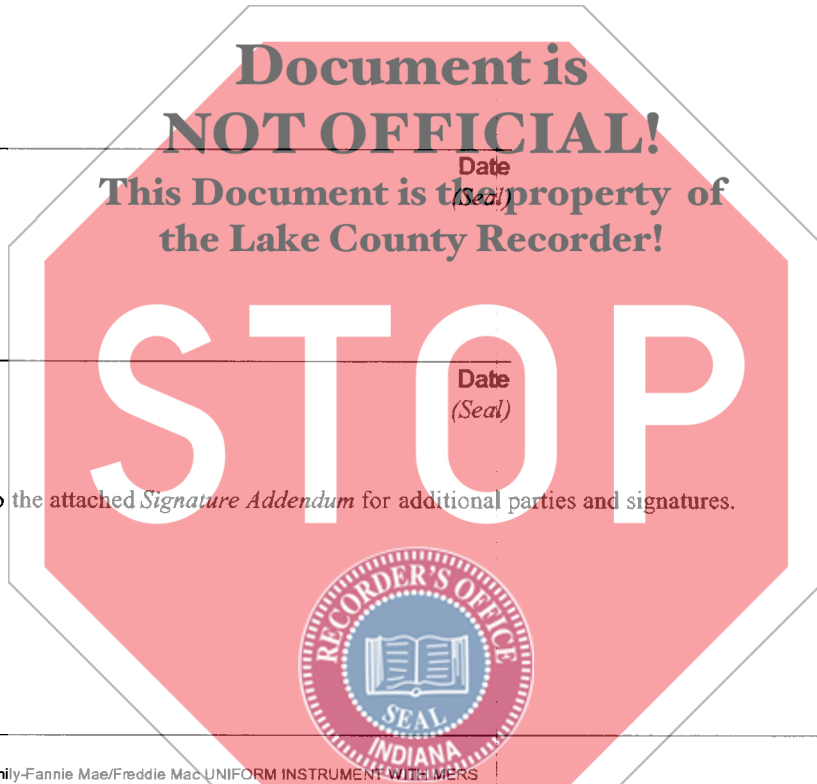 Document is
NOT OFFICIAL!
Date
This Document is the property of
(Seal)
the Lake County Recorder!
STOP
Date
(Seal)
the attached Signature Addendum for additional parties and signatures.
RECORDER'S OFFICE
SEAL
INDIANA
nily-Fannie Mae/Freddie Mac UNIFORM INSTRUMENT WITH MERS